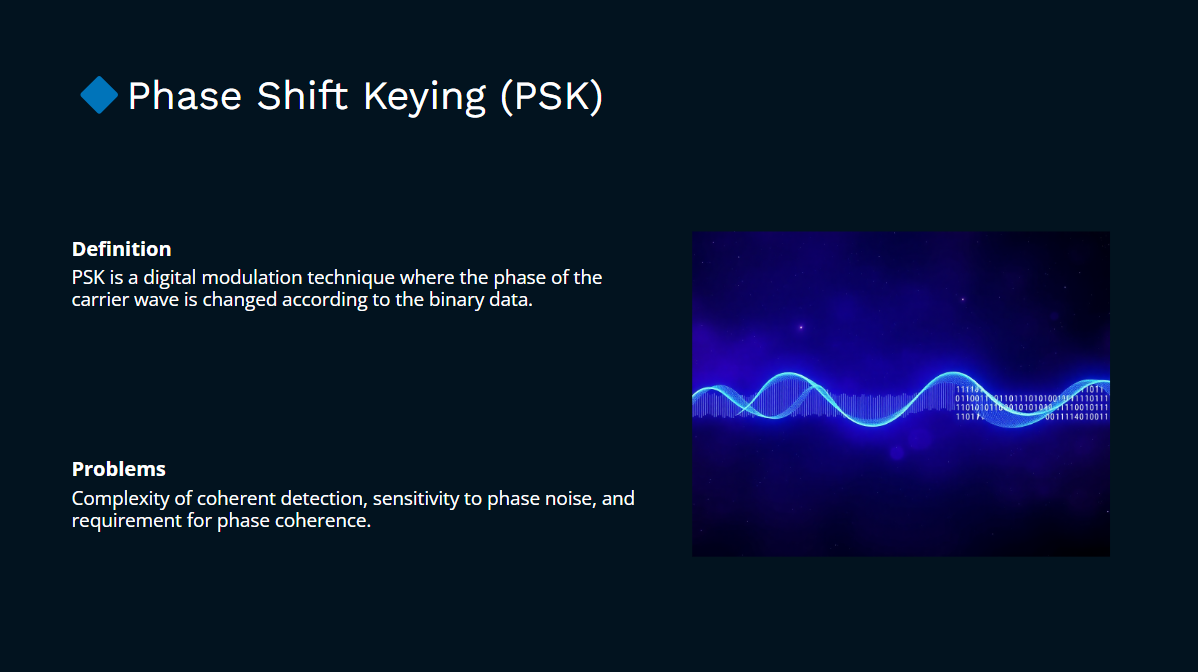 Phase Shift Keying (PSK)
Definition
PSK is a digital modulation technique where the phase of the
carrier wave is changed according to the binary data.
Problems
Complexity of coherent detection, sensitivity to phase noise, and
requirement for phase coherence.